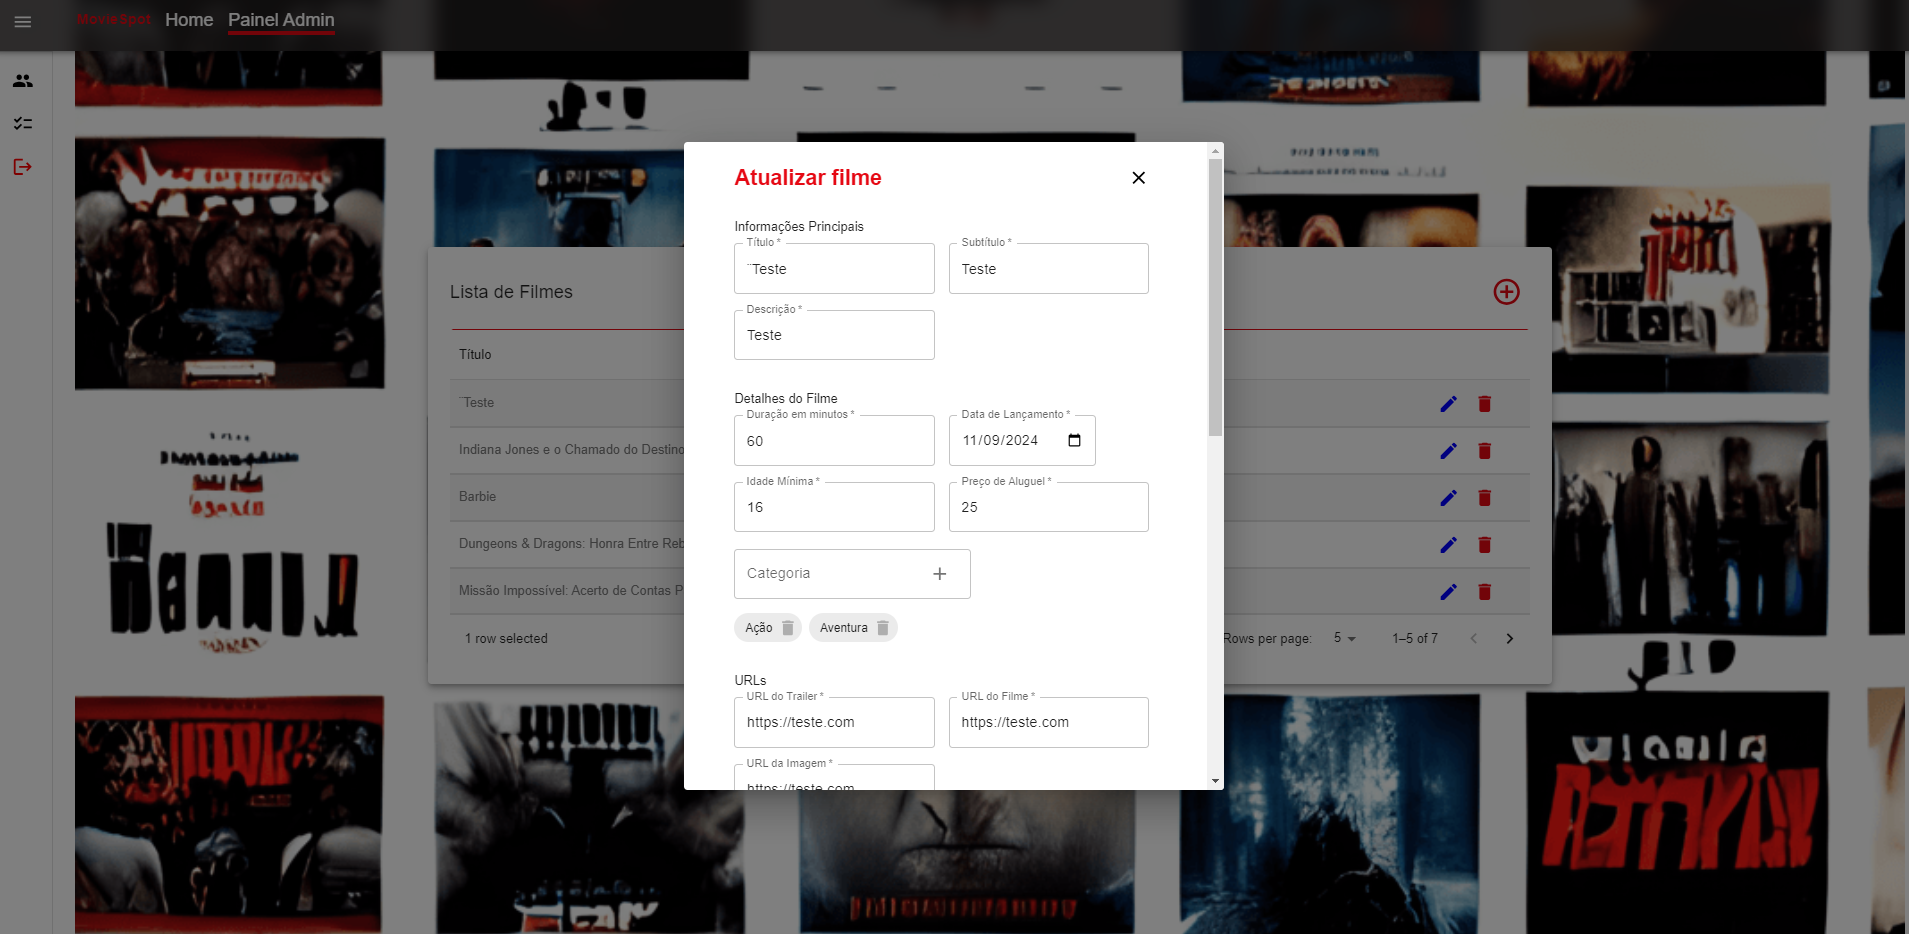 MovieSpot Home Painel Admin
Lista de Filmes
Título
¨Teste
Indiana Jones e o Chamado do Destino
Barbie
Dungeons & Dragons: Honra Entre Reb
Missão Impossível: Acerto de Contas P
1 row selected
Rows per page: 5 1–5 of 7
Atualizar filme
Informações Principais
Título * Subtítulo *
¨Teste Teste
Descrição *
Teste
Detalhes do Filme
Duração em minutos * Data de Lançamento *
60 11/09/2024
Idade Mínima * Preço de Aluguel *
16 25
Categoria
Ação Aventura
URLs
URL do Trailer * URL do Filme *
https://teste.com https://teste.com
URL da Imagem *
https://teste.com